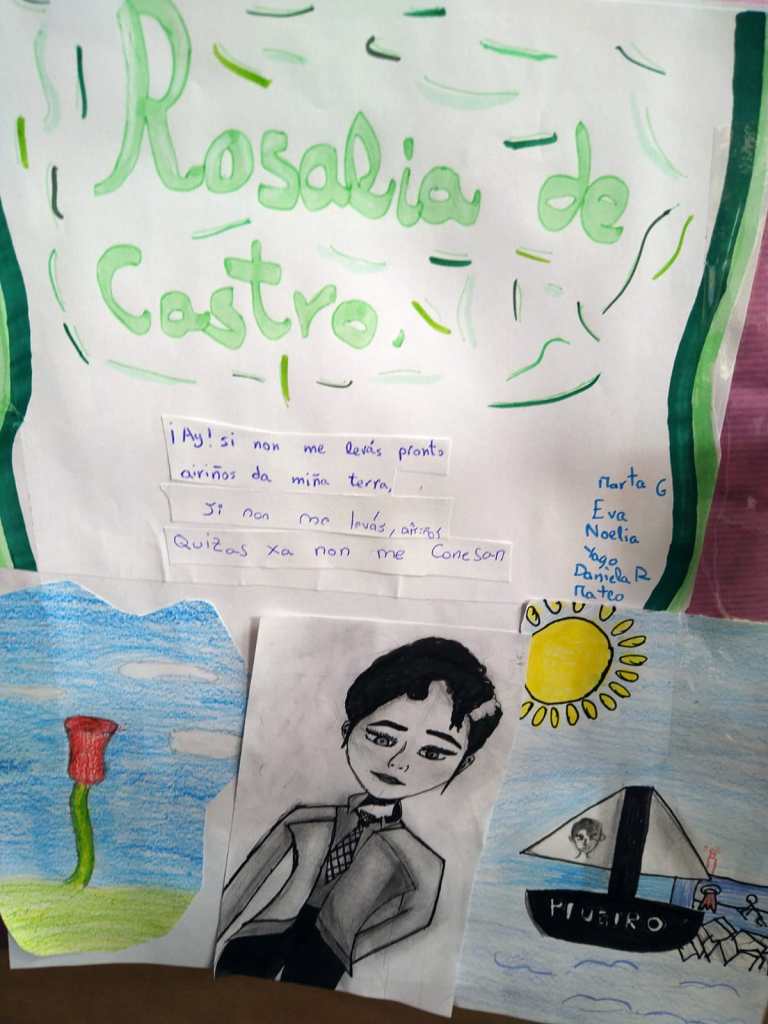 Rosalia de
Castro.
¡Ay! si non me levás pronto
airiños da miña terra,
si non me levás, airiños
Quizas xa non me Conesan
Marta G
Eva
Noelia
Yago
Daniela R
Mateo